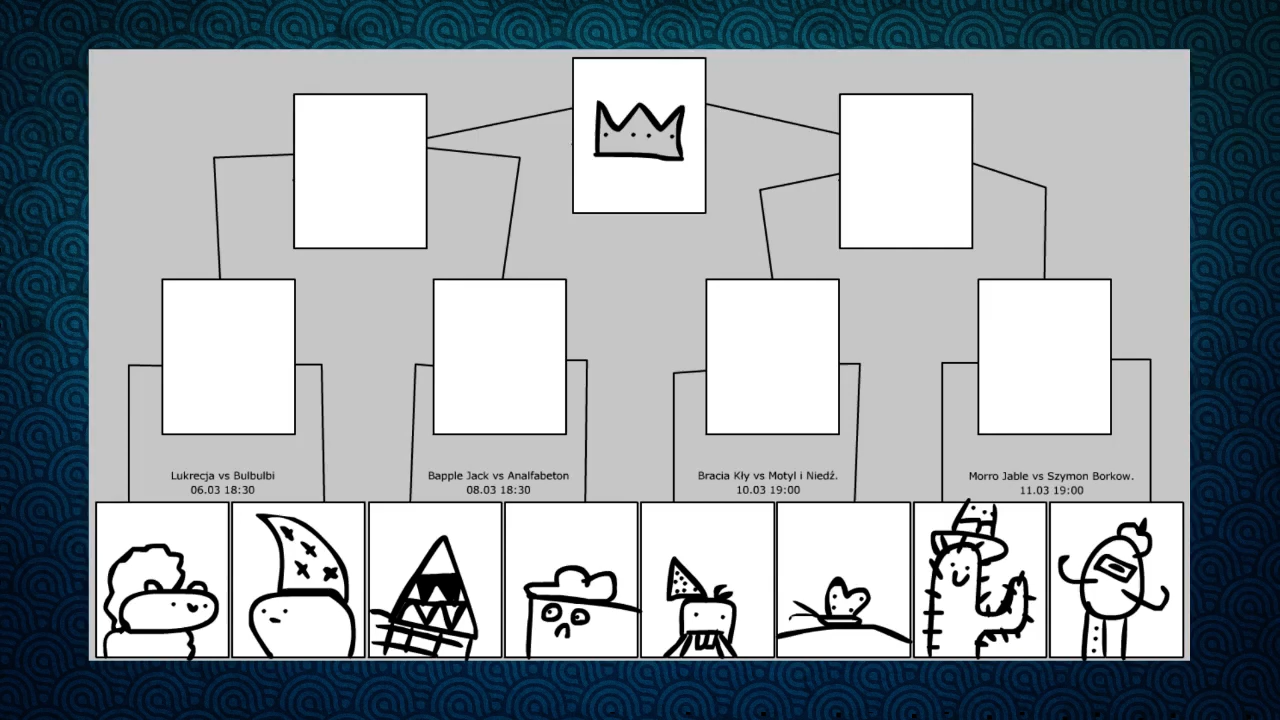 Lukrecja vs Bulbulbi
06.03 18:30
Bapple Jack vs Analfabeton
08.03 18:30
Bracia Kły vs Motyl i Niedź.
10.03 19:00
Morro Jable vs Szymon Borkow.
11.03 19:00